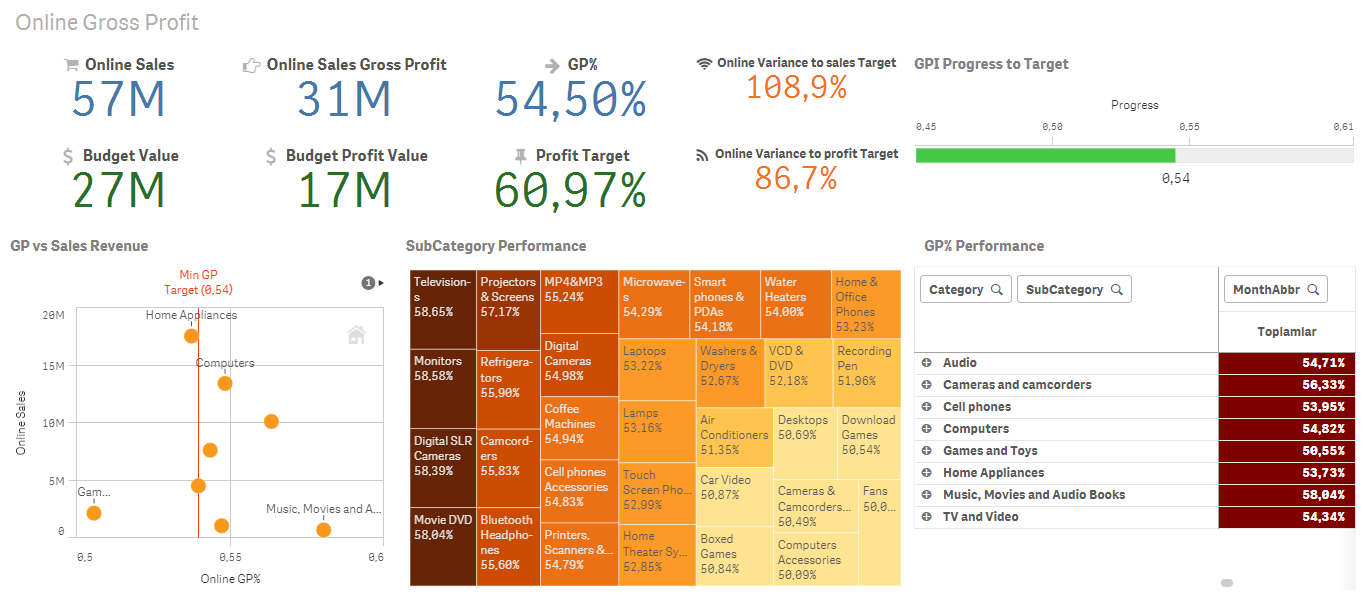 Online Gross Profit
Online Sales
57M
Online Sales Gross Profit
31M
GP%
54,50%
Online Variance to sales Target
108,9%
Budget Value
27M
Budget Profit Value
17M
Profit Target
60,97%
Online Variance to profit Target
86,7%
GPI Progress to Target
Progress
0,45
0,50
0,55
0,61
0,54
GP vs Sales Revenue
Min GP
Target (0,54)
1
Home Appliances
Computers
Gam...
Music, Movies and A...
Online Sales
20M
15M
10M
5M
0
0,5
0,55
0,6
Online GP%
SubCategory Performance
Television-
s
58,65%
Monitors
58,58%
Digital SLR
Cameras
58,39%
Movie DVD
58,04%
Projectors
& Screens
57,17%
Refrigera-
tors
55,90%
Camcord-
ers
55,83%
Bluetooth
Headpho-
nes
55,60%
MP4&MP3
55,24%
Digital
Cameras
54,98%
Coffee
Machines
54,94%
Cell phones
Accessories
54,83%
Printers,
Scanners &...
54,79%
Microwave-
s
54,29%
Smart
phones &
PDAs
54,18%
Water
Heaters
54,00%
Home &
Office
Phones
53,23%
Laptops
53,22%
Lamps
53,16%
Touch
Screen Pho...
52,99%
Home
Theater Sy...
52,85%
Washers &
Dryers
52,67%
VCD &
DVD
52,18%
Recording
Pen
51,96%
Air
Conditioners
51,35%
Car Video
50,87%
Boxed
Games
50,84%
Desktops
50,69%
Download
Games
50,54%
Cameras &
Camcorders...
50,49%
Computers
Accessories
50,09%
Fans
50,0...
GP% Performance
Category
SubCategory
MonthAbbr
Toplamlar
Audio 54,71%
Cameras and camcorders 56,33%
Cell phones 53,95%
Computers 54,82%
Games and Toys 50,55%
Home Appliances 53,73%
Music, Movies and Audio Books 58,04%
TV and Video 54,34%